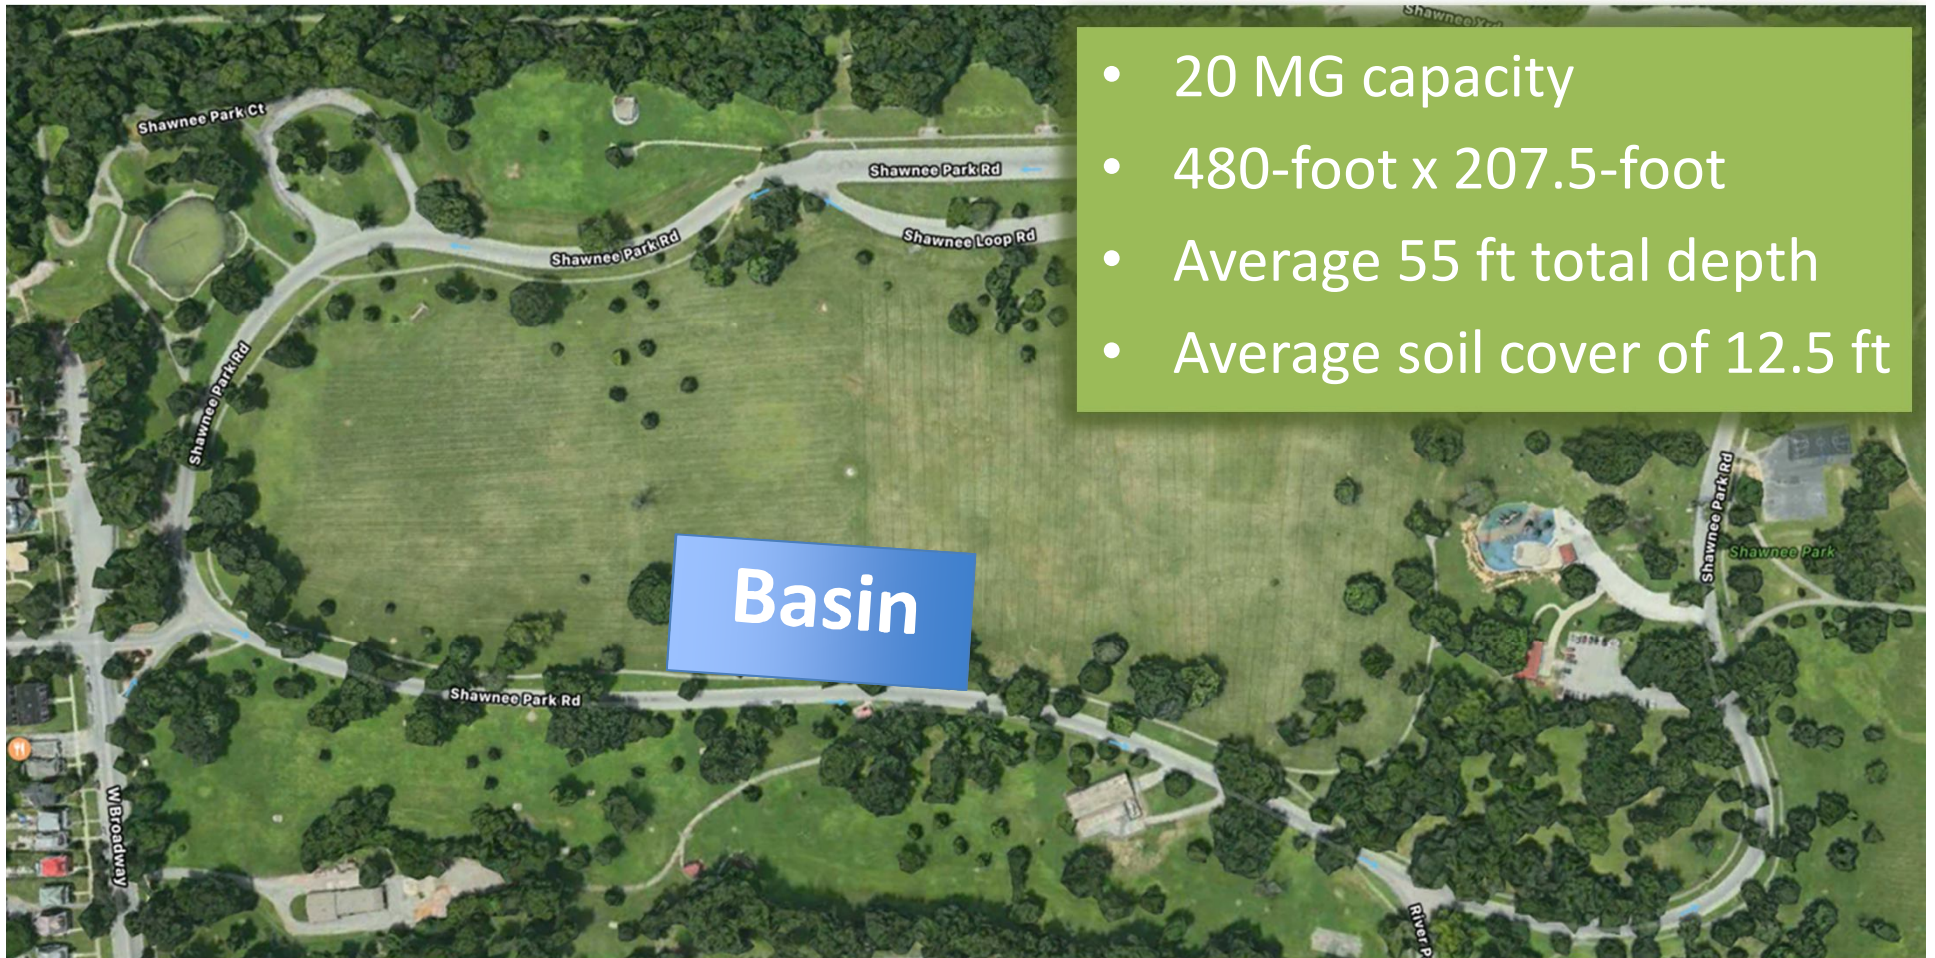 Shawnee
• 20 MG capacity
• 480-foot x 207.5-foot
• Average 55 ft total depth
• Average soil cover of 12.5 ft
Shawnee Park Ct
Shawnee Park Rd
Shawnee Park Rd
Shawnee Loop Rd
Shawnee Park Rd
Shawnee Park Rd
Shawnee Park
Basin
Shawnee Park Rd
W Broadway
River P